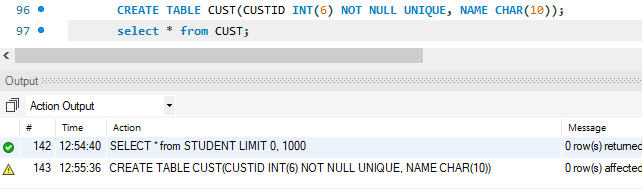 96 CREATE TABLE CUST(CUSTID INT(6) NOT NULL UNIQUE, NAME CHAR(10));
97 select * from CUST;
Output
Action Output
# Time Action Message
142 12:54:40 SELECT * from STUDENT LIMIT 0, 1000 0 row(s) returned
143 12:55:36 CREATE TABLE CUST(CUSTID INT(6) NOT NULL UNIQUE, NAME CHAR(10)) 0 row(s) affected